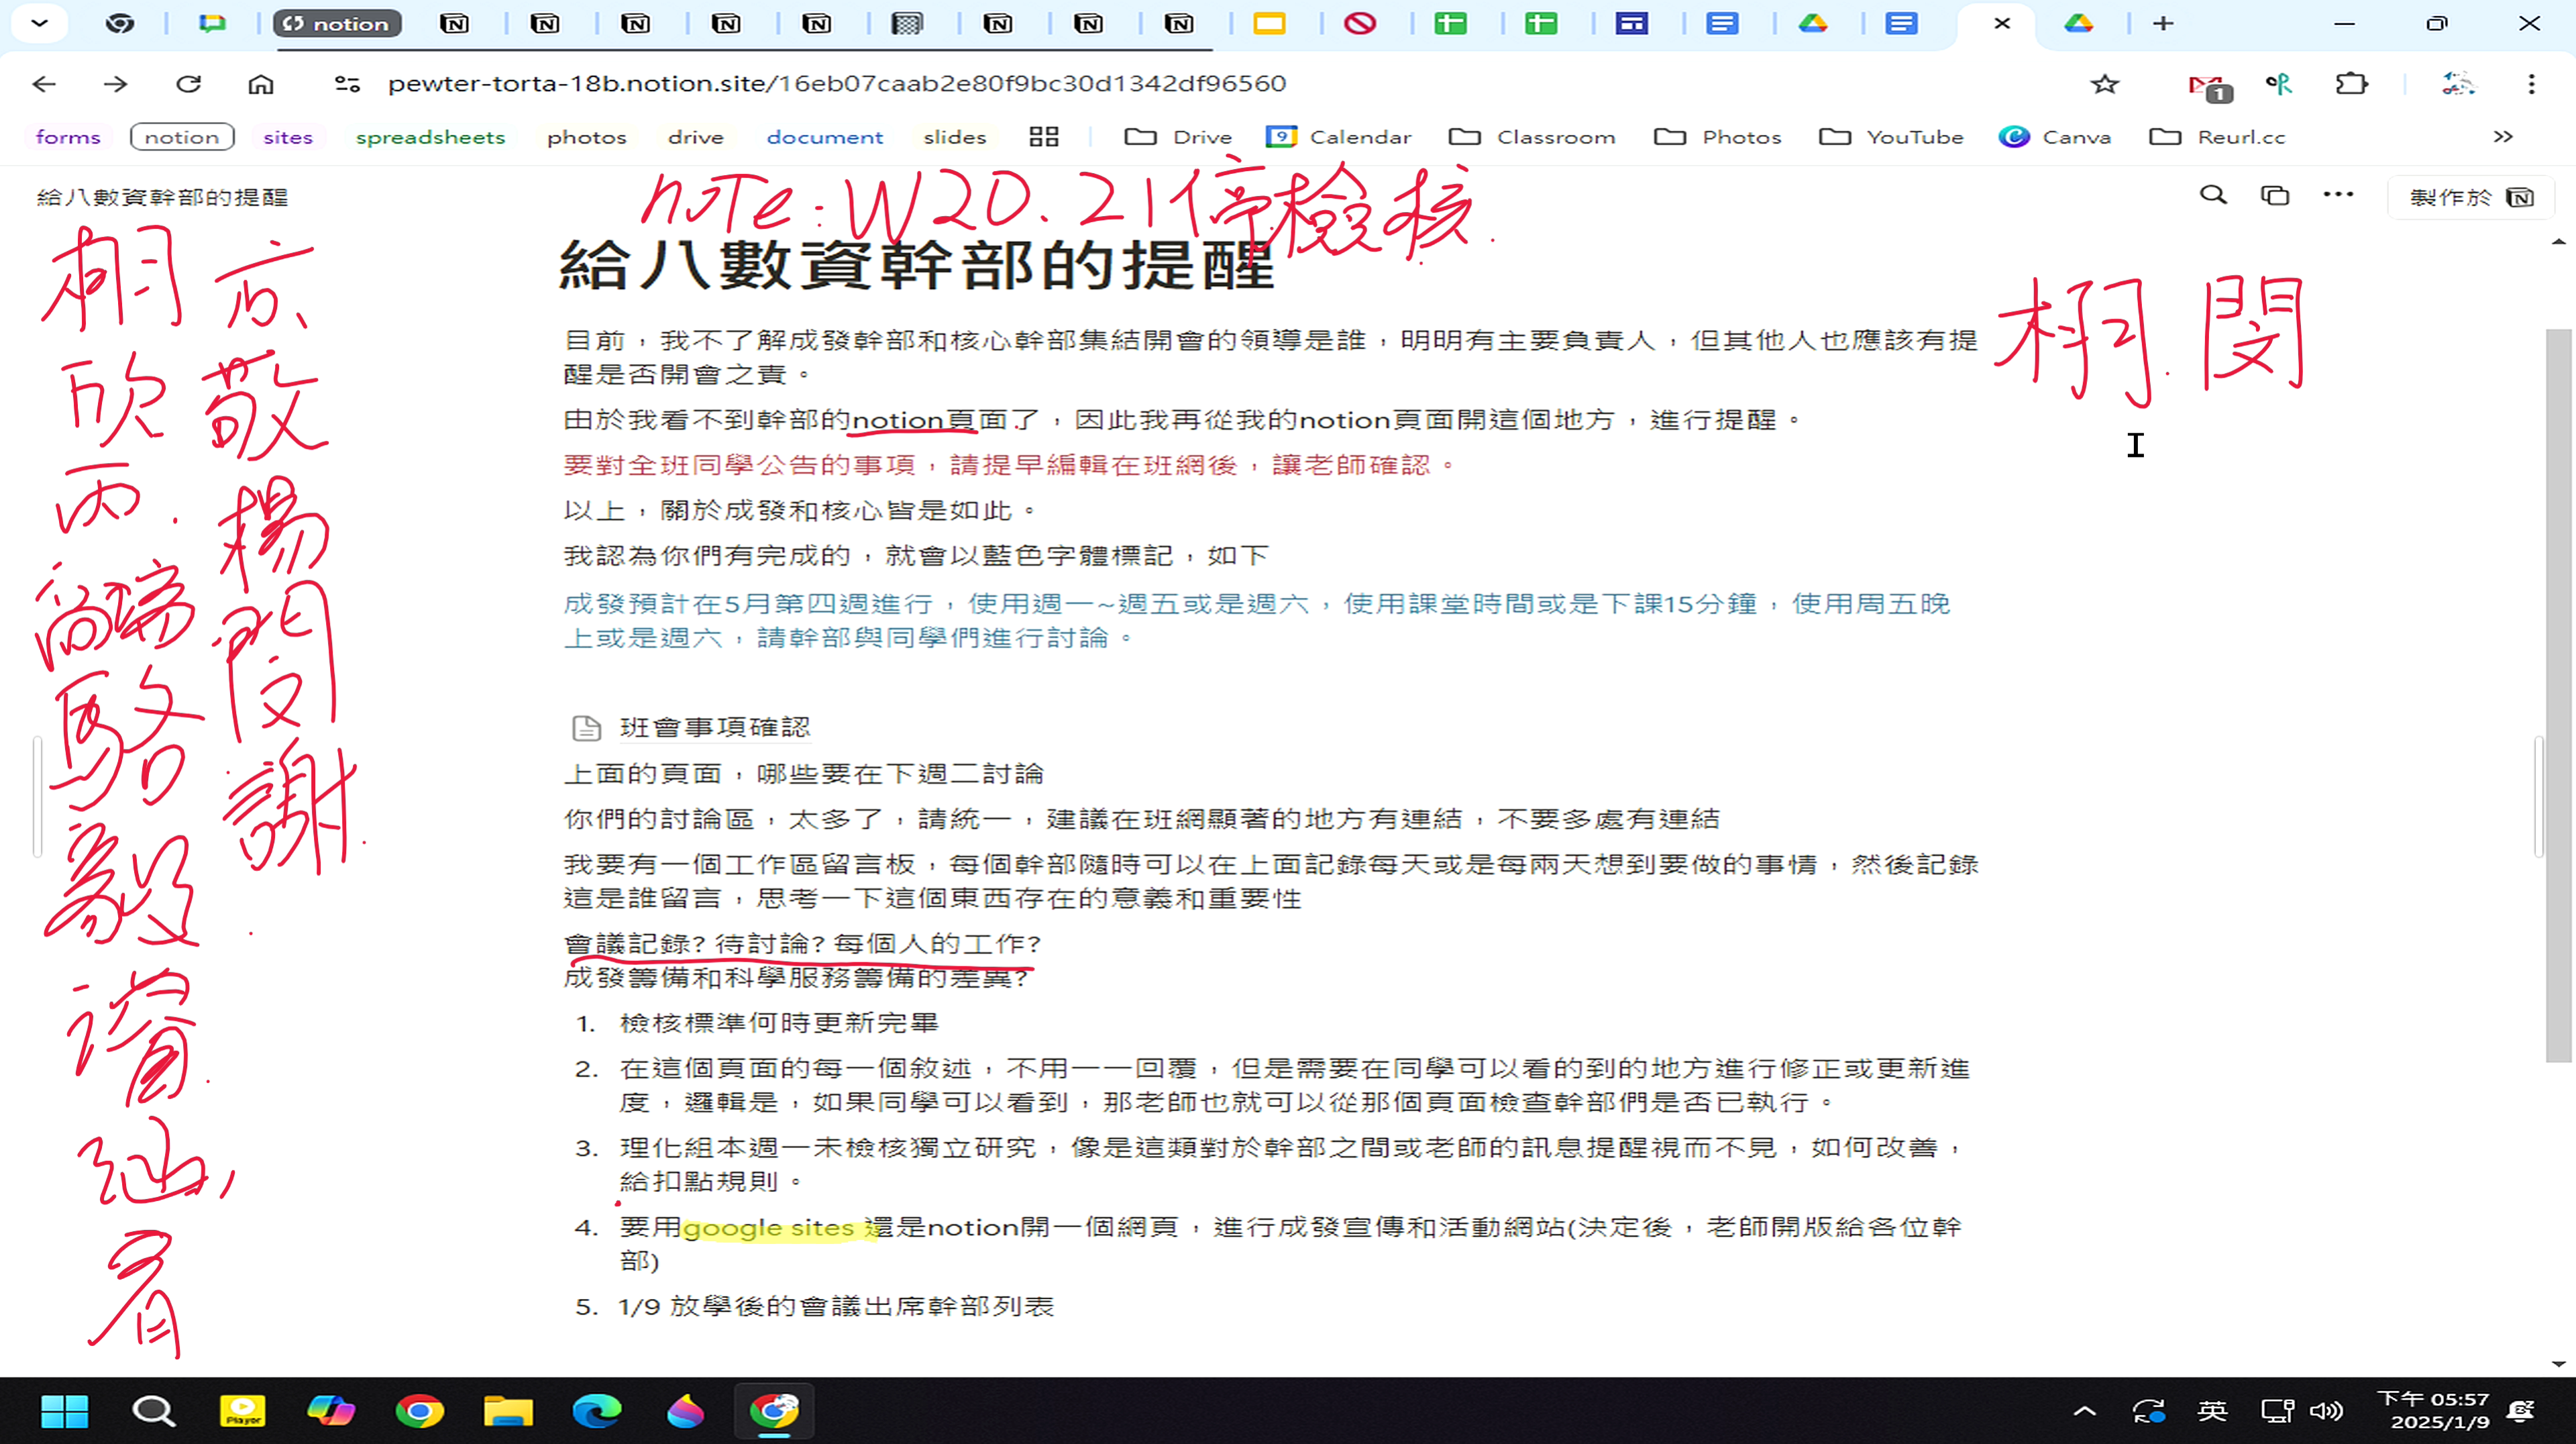 notion
pewter-torta-18b.notion.site/16eb07caab2e80f9bc30d1342df96560
1
forms notion sites spreadsheets photos drive document slides Drive 9 Calendar Classroom Photos YouTube Canva Reurl.cc
給八數資幹部的提醒
製作於
note:W20.21停檢核.
給八數資幹部的提醒
目前，我不了解成發幹部和核心幹部集結開會的領導是誰，明明有主要負責人，但其他人也應該有提
醒是否開會之責。
由於我看不到幹部的notion頁面了，因此我再從我的notion頁面開這個地方，進行提醒。
要對全班同學公告的事項，請提早編輯在班網後，讓老師確認。
以上，關於成發和核心皆是如此。
我認為你們有完成的，就會以藍色字體標記，如下
成發預計在5月第四週進行，使用週一~週五或是週六，使用課堂時間或是下課15分鐘，使用周五晚
上或是週六，請幹部與同學們進行討論。
班會事項確認
上面的頁面，哪些要在下週二討論
你們的討論區，太多了，請統一，建議在班網顯著的地方有連結，不要多處有連結
我要有一個工作區留言板，每個幹部隨時可以在上面記錄每天或是每兩天想到要做的事情，然後記錄
這是誰留言，思考一下這個東西存在的意義和重要性
會議記錄? 待討論? 每個人的工作?
成發籌備和科學服務籌備的差異?
1. 檢核標準何時更新完畢
2. 在這個頁面的每一個敘述，不用一一回覆，但是需要在同學可以看的到的地方進行修正或更新進
度，邏輯是，如果同學可以看到，那老師也就可以從那個頁面檢查幹部們是否已執行。
3. 理化組本週一未檢核獨立研究，像是這類對於幹部之間或老師的訊息提醒視而不見，如何改善，
給扣點規則。
4. 要用google sites 還是notion開一個網頁，進行成發宣傳和活動網站(決定後，老師開版給各位幹
部)
5. 1/9 放學後的會議出席幹部列表
欣
雨
駱
毅
敬
楊
閔
謝
閔
Player
英
下午 05:57
2025/1/9